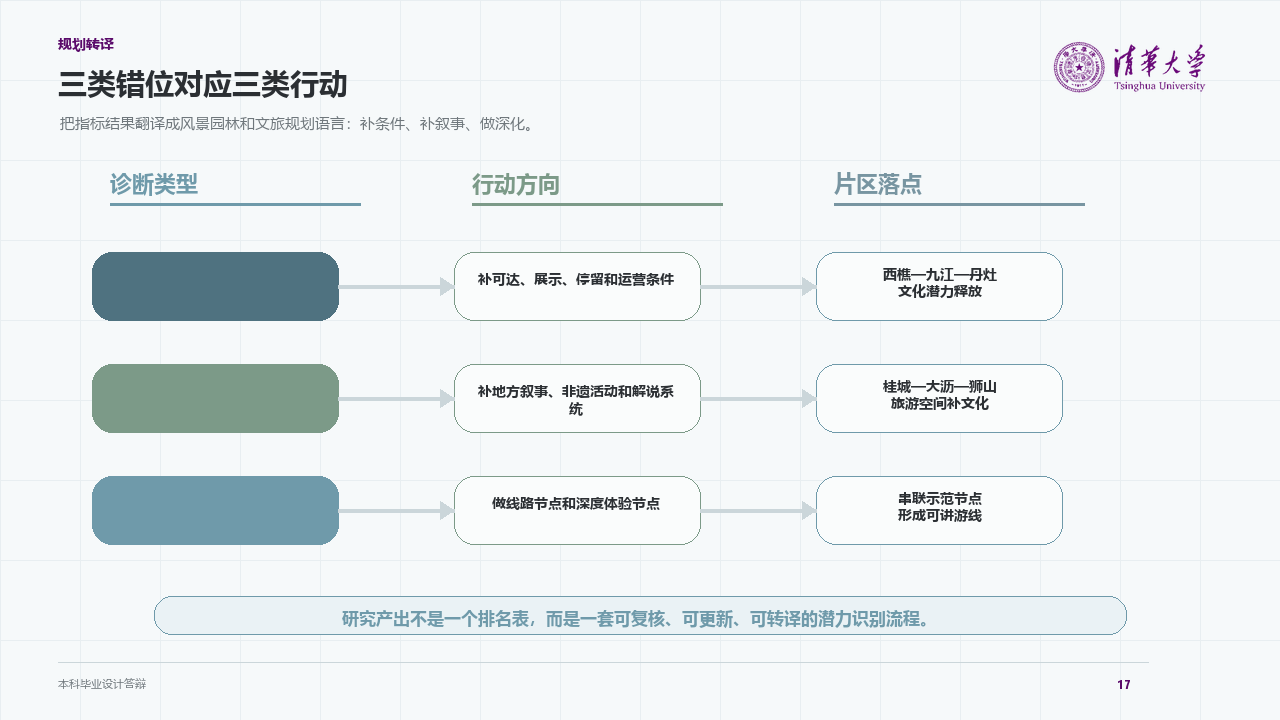 规划转译
三类错位对应三类行动
把指标结果翻译成风景园林和文旅规划语言：补条件、补叙事、做深化。
清华大学
Tsinghua University
诊断类型
行动方向
片区落点
补可达、展示、停留和运营条件
西樵—九江—丹灶
文化潜力释放
补地方叙事、非遗活动和解说系
统
桂城—大沥—狮山
旅游空间补文化
做线路节点和深度体验节点
串联示范节点
形成可讲游线
研究产出不是一个排名表，而是一套可复核、可更新、可转译的潜力识别流程。
本科毕业设计答辩
17